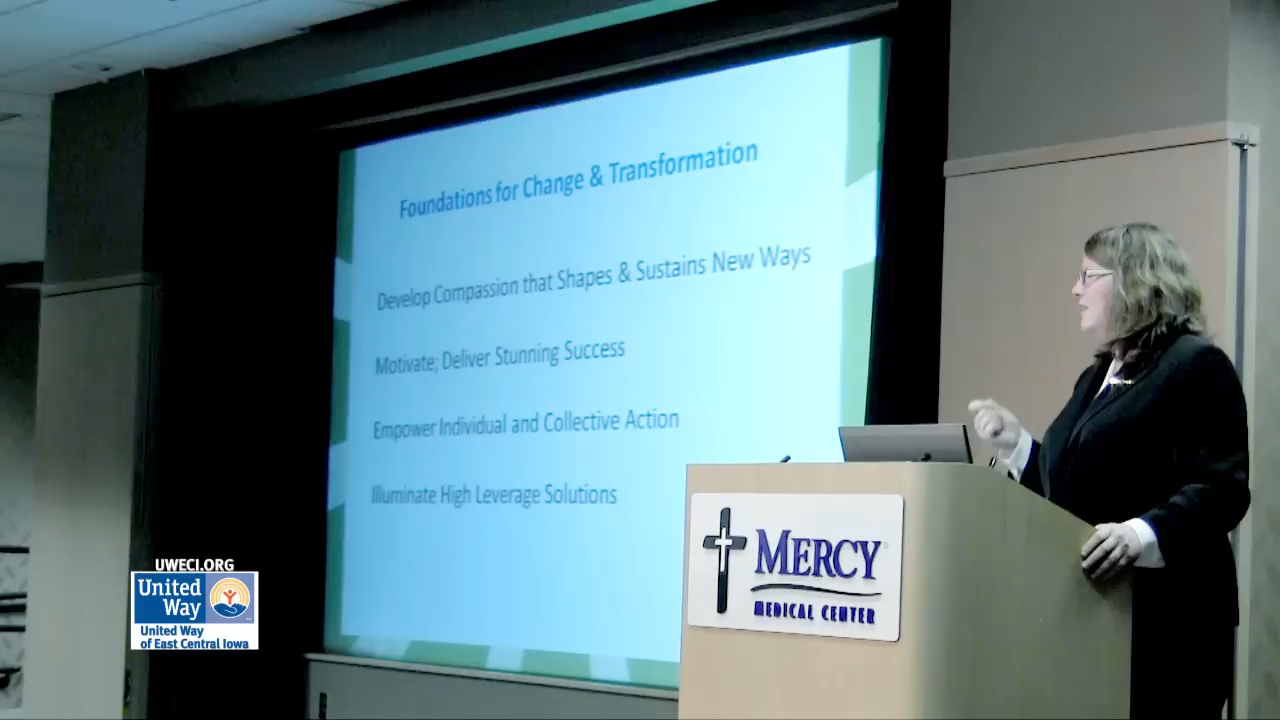 Foundations for Change & Transformation
Develop Compassion that Shapes & Sustains New Ways
Motivate; Deliver Stunning Success
Empower Individual and Collective Action
Illuminate High Leverage Solutions
MERCY
MEDICAL CENTER
UWECI.ORG
United
Way
United Way
of East Central Iowa